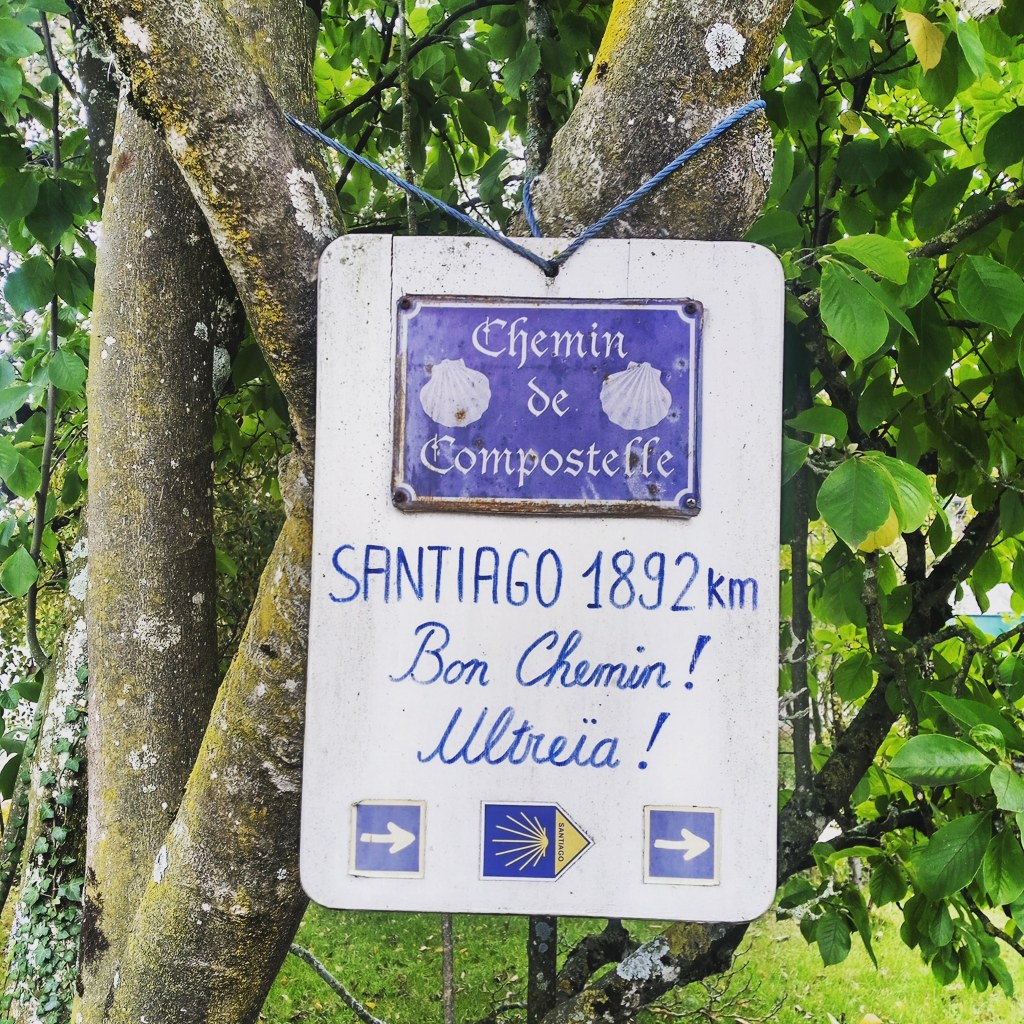 Chemin
de
Compostelle
SANTIAGO 1892 km
Bon Chemin !
Ultreïa !
SANTIAGO